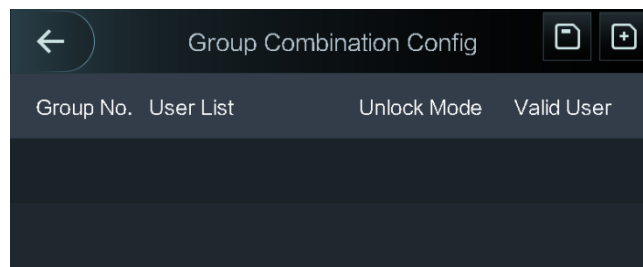 Group Combination Config
Group No. User List Unlock Mode Valid User